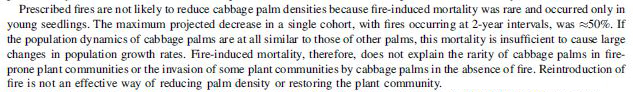 Prescribed fires are not likely to reduce cabbage palm densities because fire-induced mortality was rare and occurred only in
young seedlings. The maximum projected decrease in a single cohort, with fires occurring at 2-year intervals, was ≈50%. If
the population dynamics of cabbage palms are at all similar to those of other palms, this mortality is insufficient to cause large
changes in population growth rates. Fire-induced mortality, therefore, does not explain the rarity of cabbage palms in fire-
prone plant communities or the invasion of some plant communities by cabbage palms in the absence of fire. Reintroduction of
fire is not an effective way of reducing palm density or restoring the plant community.